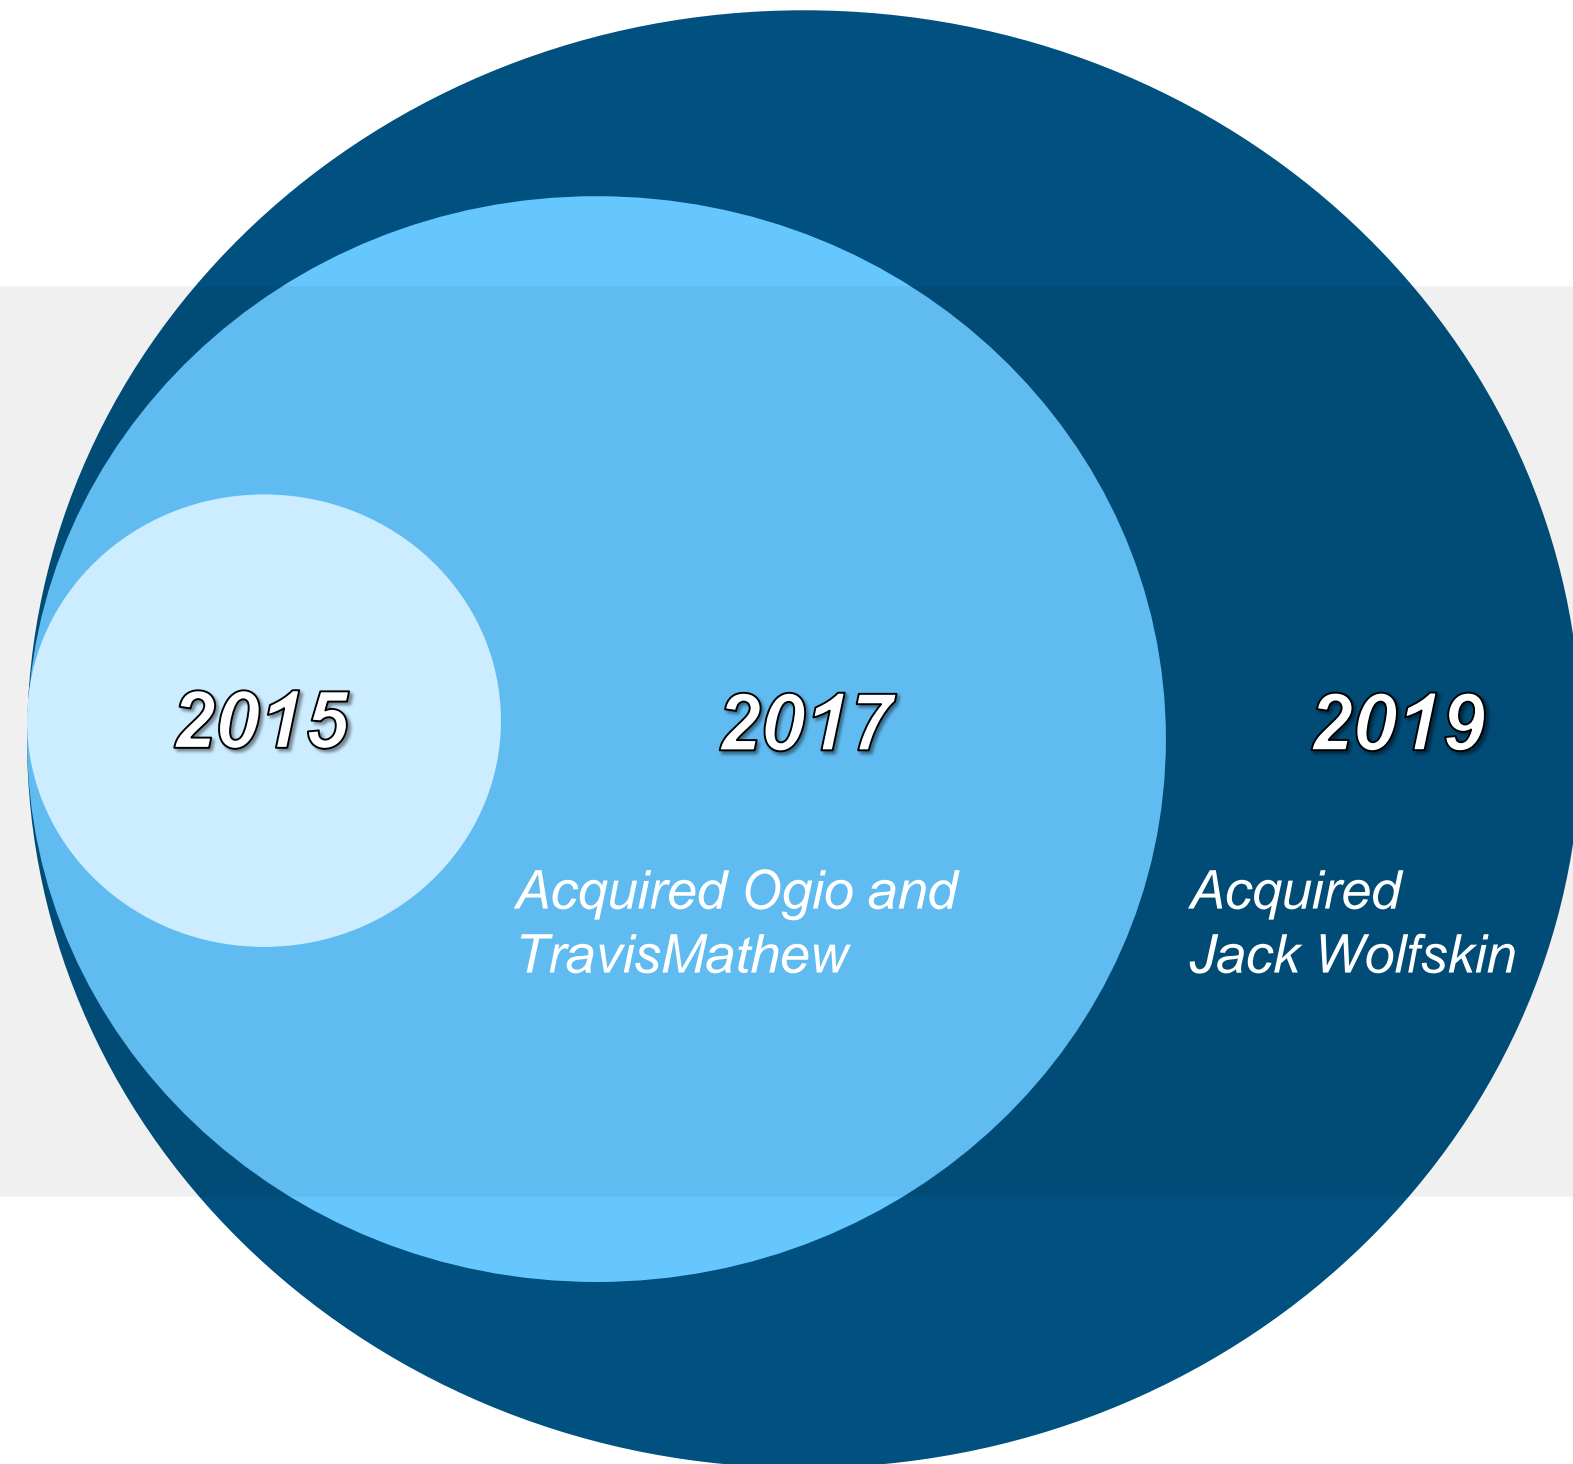 2015
2017
2019
Acquired Ogio and
TravisMathew
Acquired
Jack Wolfskin